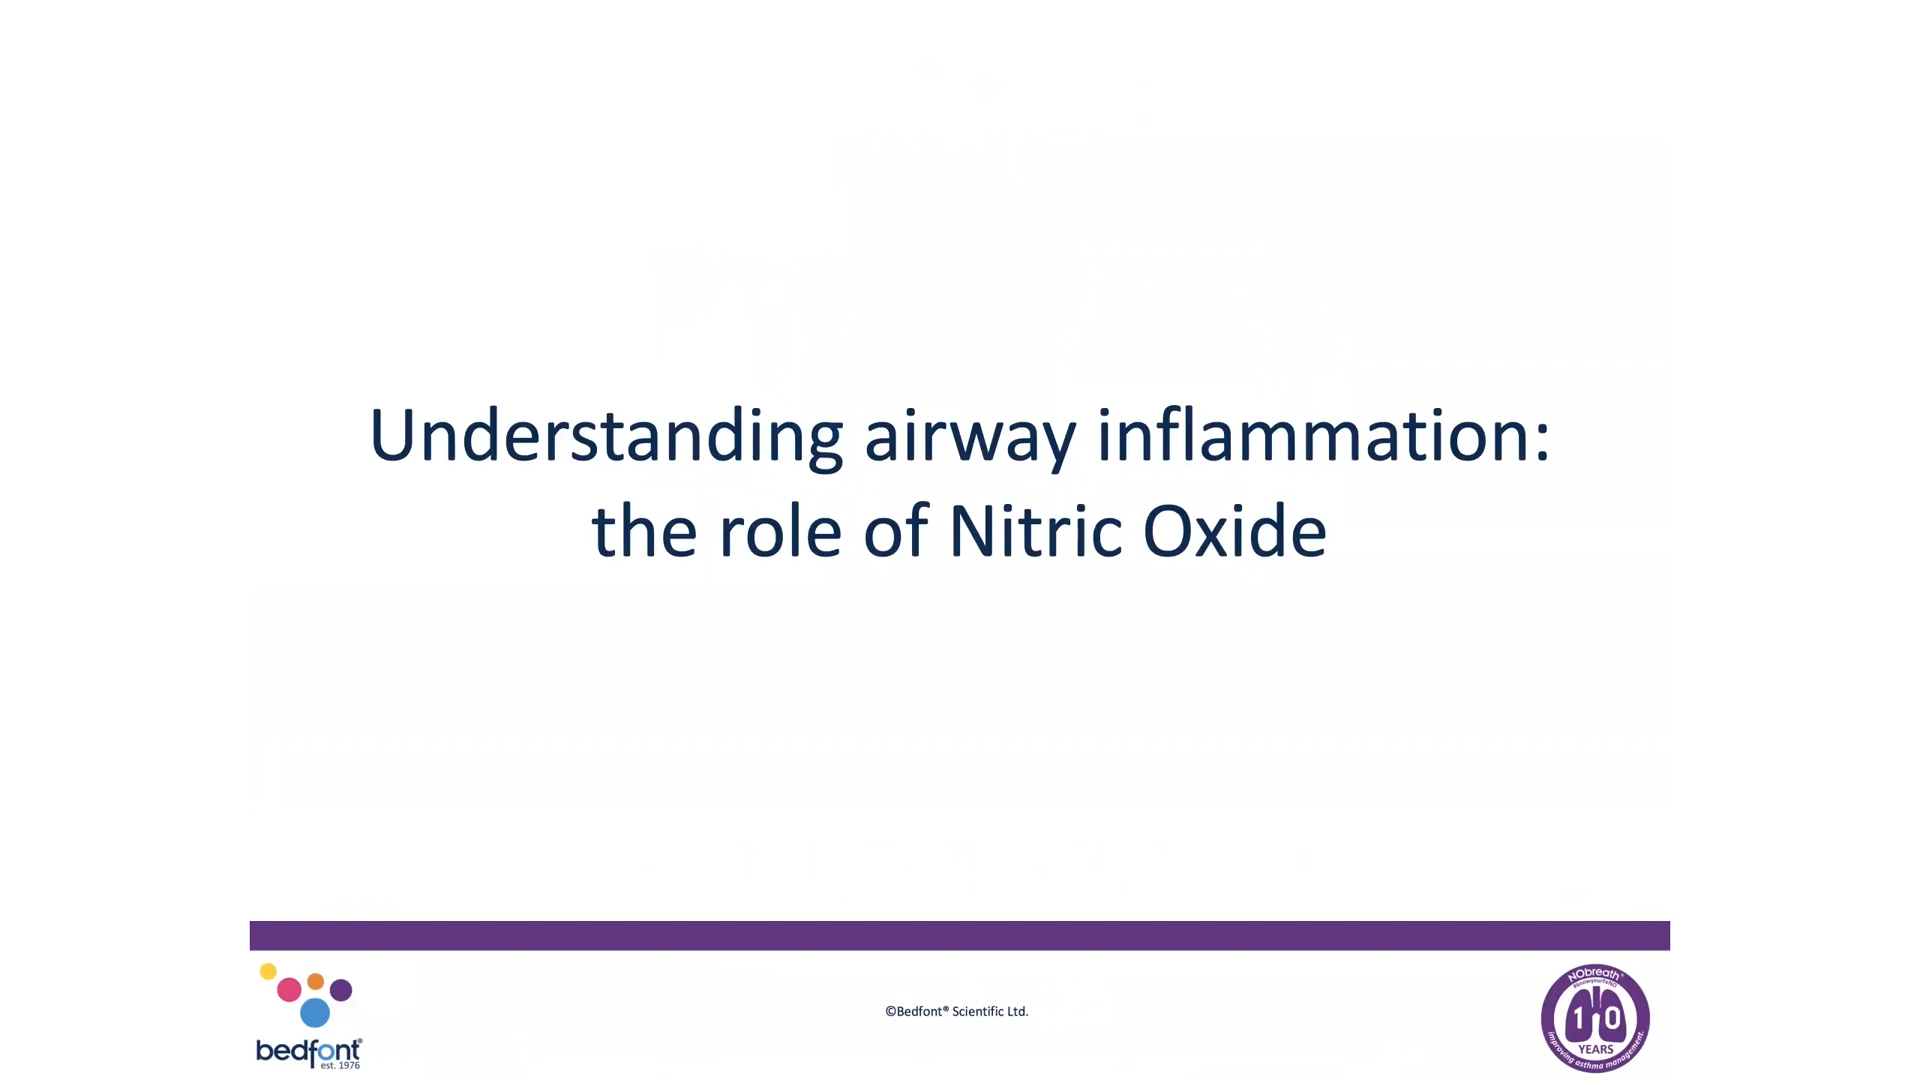 Understanding airway inflammation:
the role of Nitric Oxide
bedfont®
est. 1976
©Bedfont® Scientific Ltd.
NObreath®
#knowyourFeNO
10
YEARS
improving asthma management.